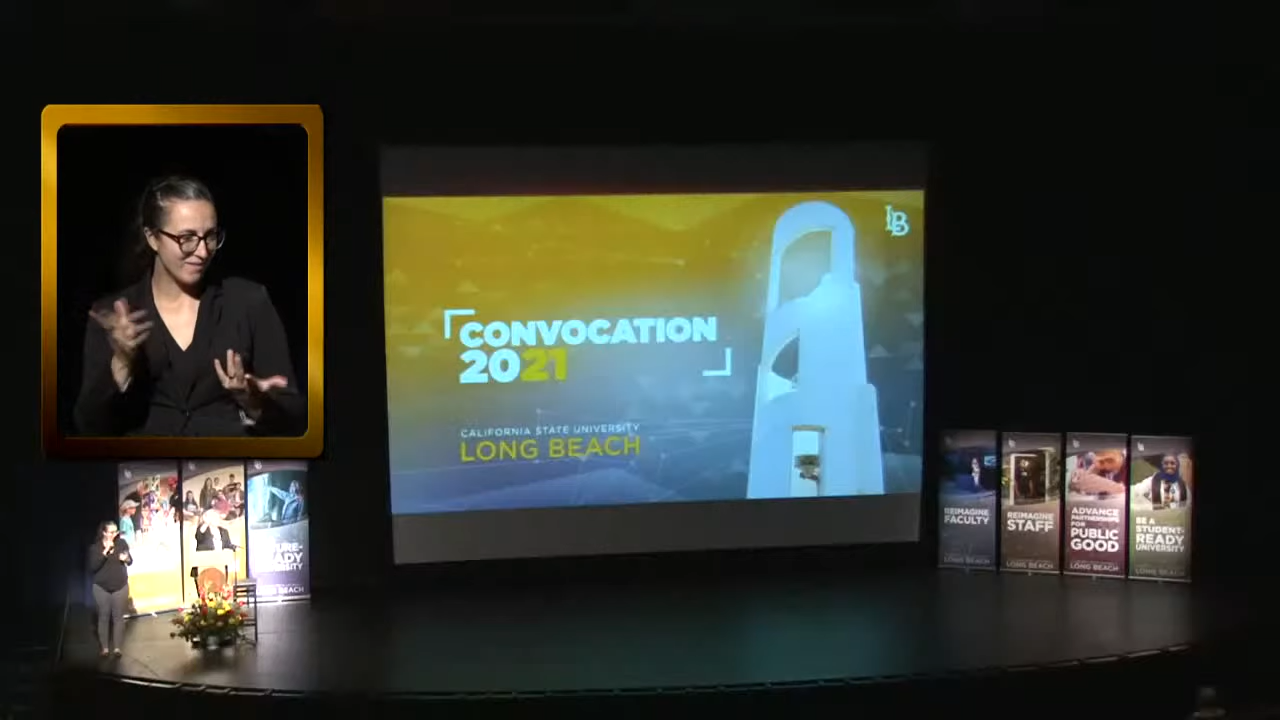 LB
CONVOCATION
2021
CALIFORNIA STATE UNIVERSITY
LONG BEACH
REIMAGINE
FACULTY
LONG BEACH
REIMAGINE
STAFF
LONG BEACH
ADVANCE
PARTNERSHIPS
FOR
PUBLIC
GOOD
LONG BEACH
BE A
STUDENT-
READY
UNIVERSITY
LONG BEACH